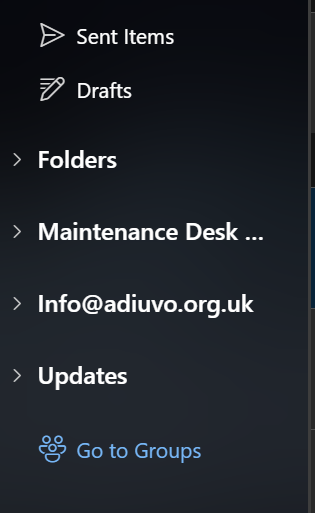 Sent Items
Drafts
Folders
Maintenance Desk ...
Info@adiuvo.org.uk
Updates
Go to Groups